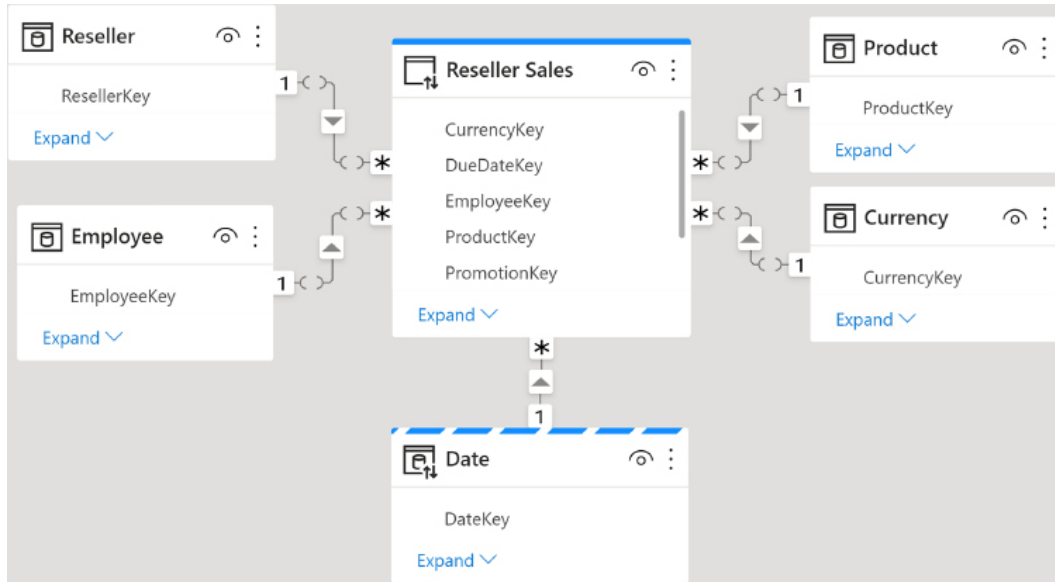 Reseller
ResellerKey
Expand
1
*
Employee
EmployeeKey
Expand
1
*
Reseller Sales
CurrencyKey
DueDateKey
EmployeeKey
ProductKey
PromotionKey
Expand
*
1
Date
DateKey
Expand
Product
ProductKey
Expand
1
*
Currency
CurrencyKey
Expand
1
*